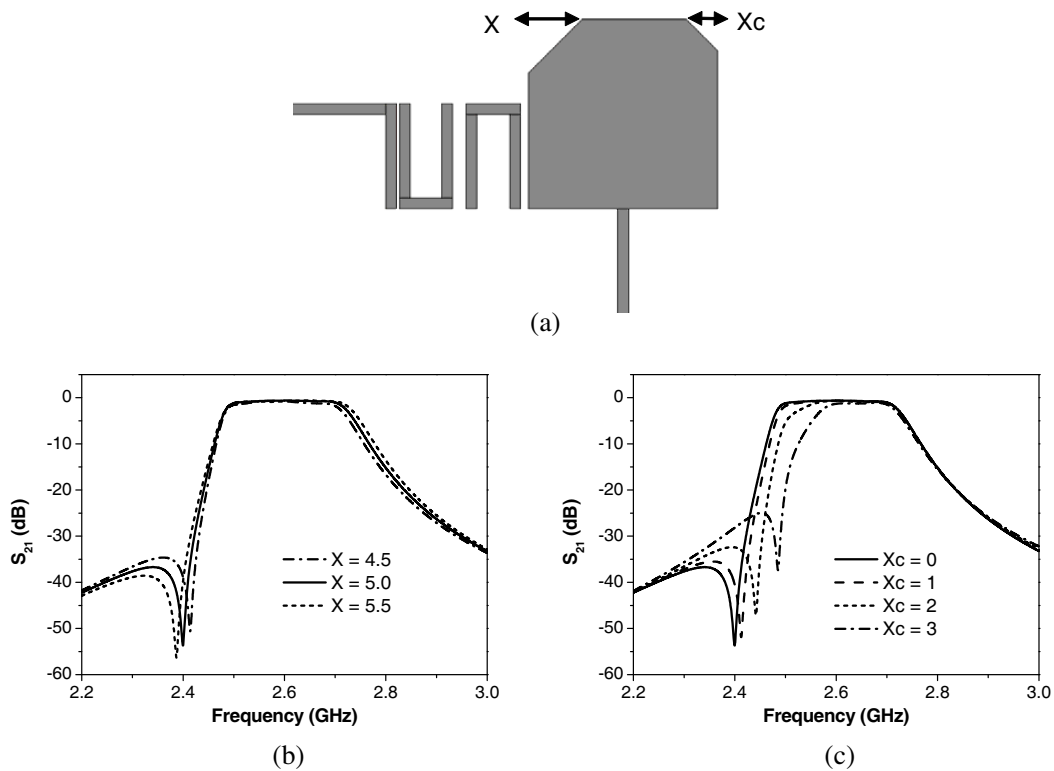 X
Xc
(a)
S21 (dB)
0
-10
-20
-30
-40
-50
-60
X = 4.5
X = 5.0
X = 5.5
2.2
2.4
2.6
2.8
3.0
Frequency (GHz)
(b)
S21 (dB)
0
-10
-20
-30
-40
-50
-60
Xc = 0
Xc = 1
Xc = 2
Xc = 3
2.2
2.4
2.6
2.8
3.0
Frequency (GHz)
(c)